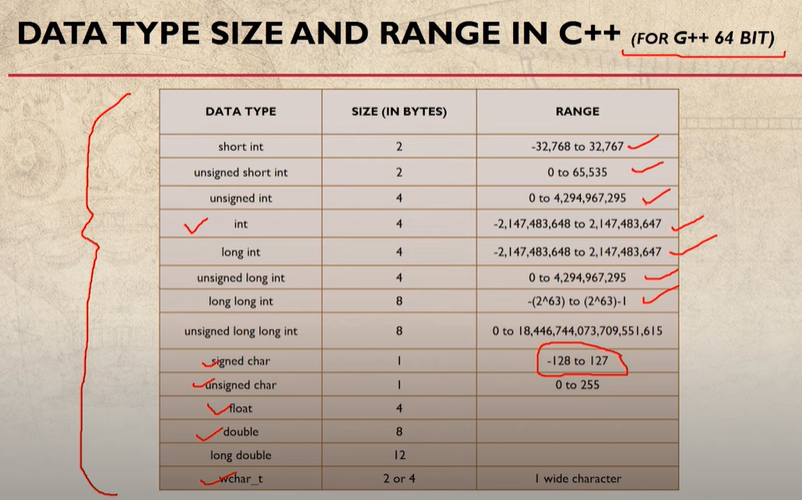 DATA TYPE SIZE AND RANGE IN C++ (FOR G++ 64 BIT)
DATA TYPE SIZE (IN BYTES) RANGE
short int 2 -32,768 to 32,767
unsigned short int 2 0 to 65,535
unsigned int 4 0 to 4,294,967,295
int 4 -2,147,483,648 to 2,147,483,647
long int 4 -2,147,483,648 to 2,147,483,647
unsigned long int 4 0 to 4,294,967,295
long long int 8 -(2^63) to (2^63)-1
unsigned long long int 8 0 to 18,446,744,073,709,551,615
signed char 1 -128 to 127
unsigned char 1 0 to 255
float 4
double 8
long double 12
wchar_t 2 or 4 1 wide character